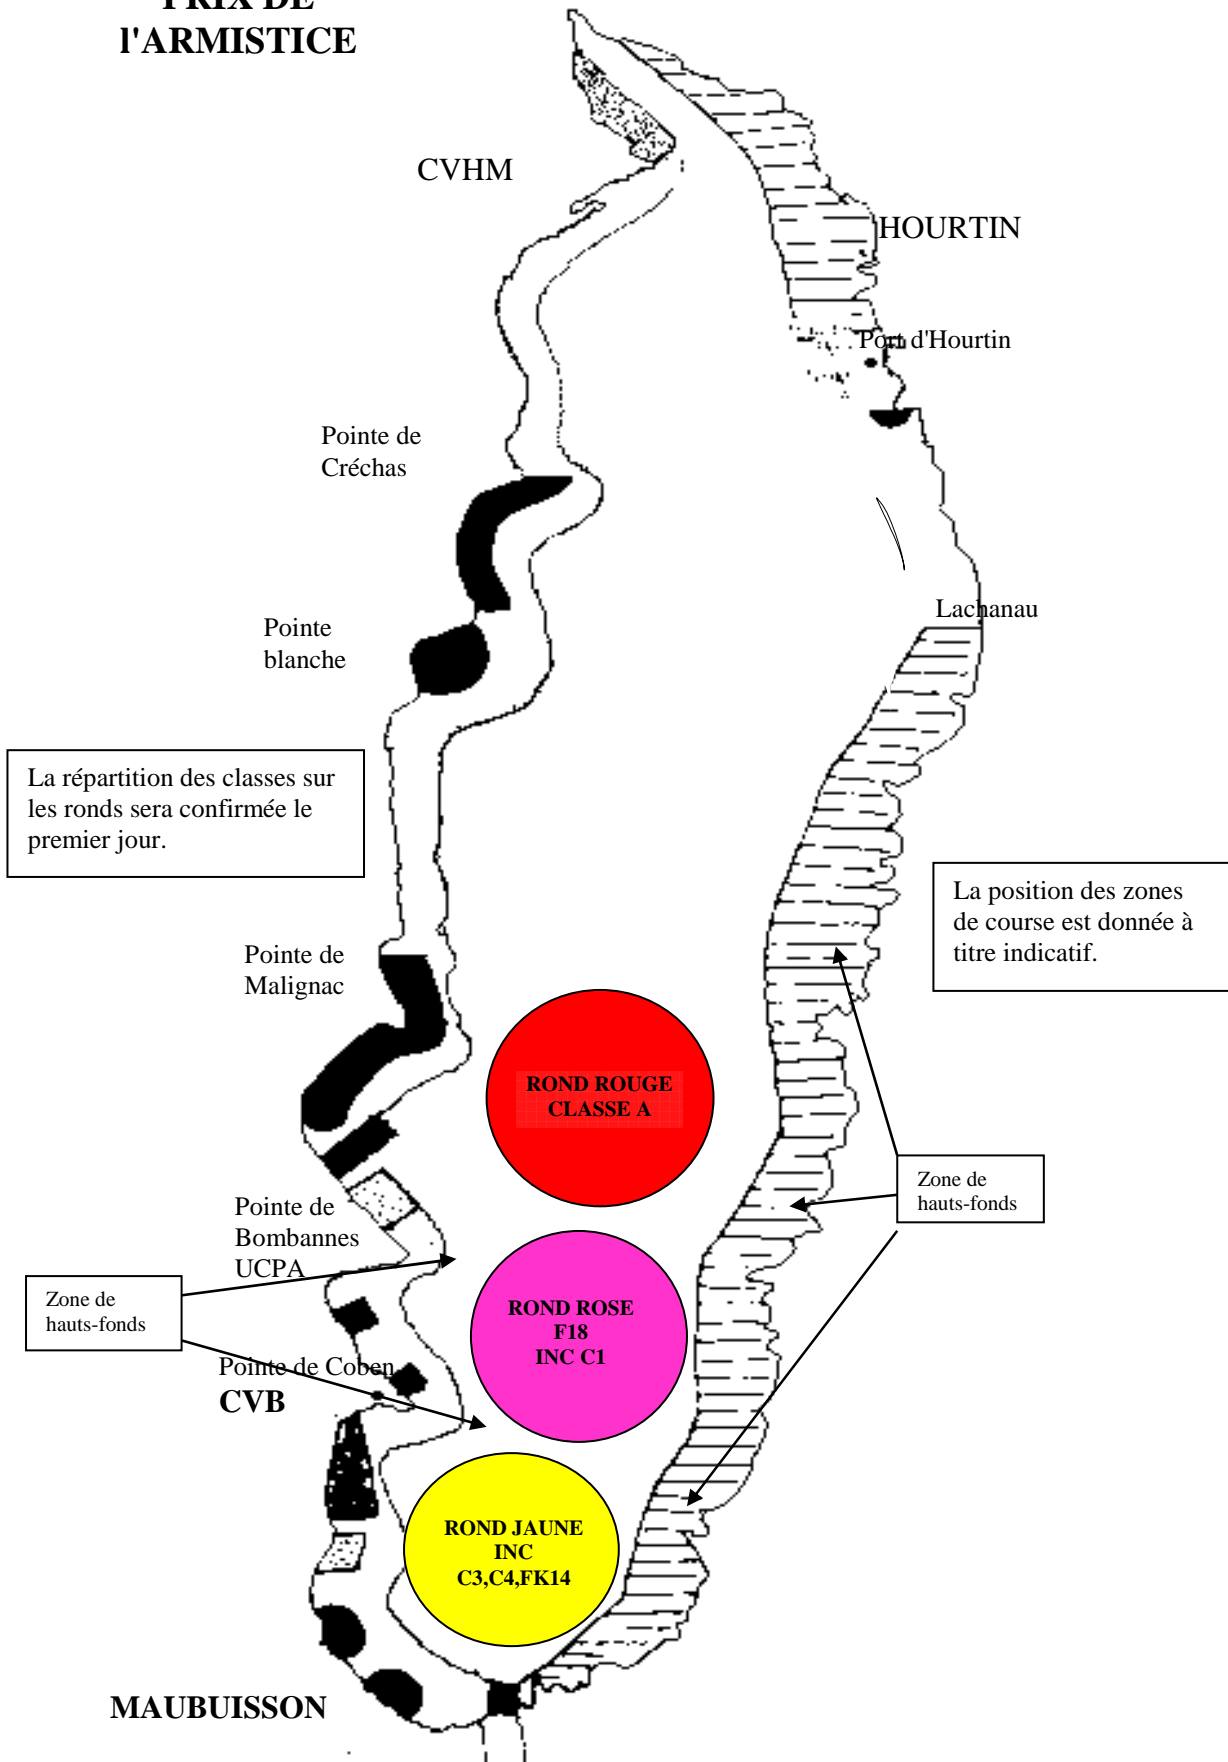 PRIX DE
l'ARMISTICE
CVHM
HOURTIN
Port d'Hourtin
Pointe de
Créchas
Lachanau
Pointe
blanche
La répartition des classes sur
les ronds sera confirmée le
premier jour.
La position des zones
de course est donnée à
titre indicatif.
Pointe de
Malignac
ROND ROUGE
CLASSE A
Zone de
hauts-fonds
Pointe de
Bombannes
UCPA
Zone de
hauts-fonds
ROND ROSE
F18
INC C1
Pointe de Coben
CVB
ROND JAUNE
INC
C3,C4,FK14
MAUBUISSON